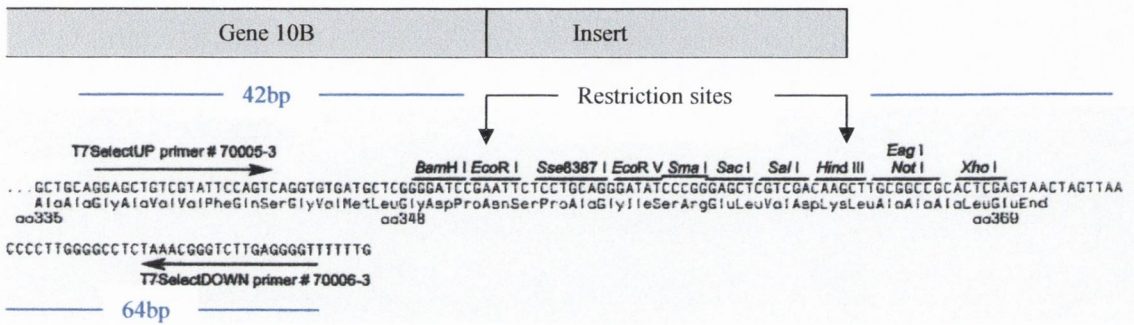 Gene 10B Insert
42bp Restriction sites
T7SelectUP primer # 70005-3
BamH I EcoR I Sse8387 I EcoR V Sma I Sac I Sal I Hind III Eag I Not I Xho I
...GCTGCAGGAGCTGTCGTATTCCAGTCAGGTGTGATGCTCGGGGATCCGAATTCTCCTGCAGGGATATCCCGGGAGCTCGTCGACAAGCTTGCGGCCGCACTCGAGTAACTAGTTAA
AlaAlaGlyAlaValValPheGlnSerGlyValMetLeuGlyAspProAsnSerProAlaGlyIleSerArgGluLeuValAspLysLeuAlaAlaAlaLeuGluEnd
aa335 aa348 aa369
CCCCTTGGGGCCTCTAAACGGGTCTTGAGGGGTTTTTTG
T7SelectDOWN primer # 70006-3
64bp